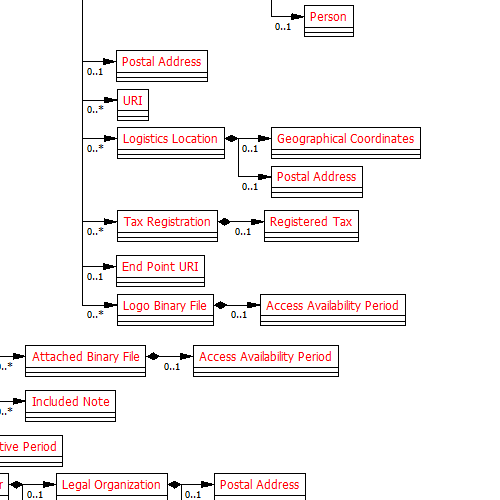 Person
0..1
Postal Address
0..1
URI
0..*
Logistics Location
Geographical Coordinates
0..*
0..1
Postal Address
0..1
Tax Registration
Registered Tax
0..*
0..1
End Point URI
0..1
Logo Binary File
Access Availability Period
0..*
0..1
Attached Binary File
Access Availability Period
0..1
Included Note
..*
Period
Legal Organization
Postal Address
0..1
0..1